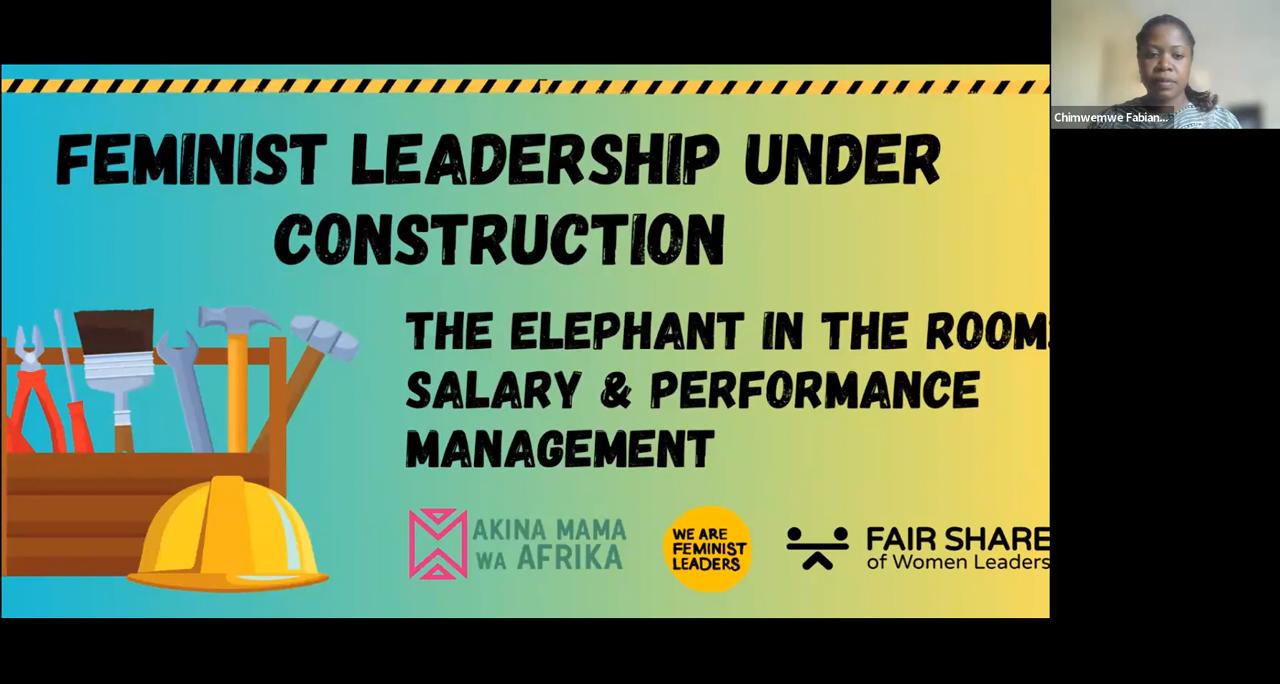 FEMINIST LEADERSHIP UNDER
CONSTRUCTION
THE ELEPHANT IN THE ROOM:
SALARY & PERFORMANCE
MANAGEMENT
AKINA MAMA
WA AFRIKA
WE ARE
FEMINIST
LEADERS
FAIR SHARE
of Women Leaders
Chimwemwe Fabian...